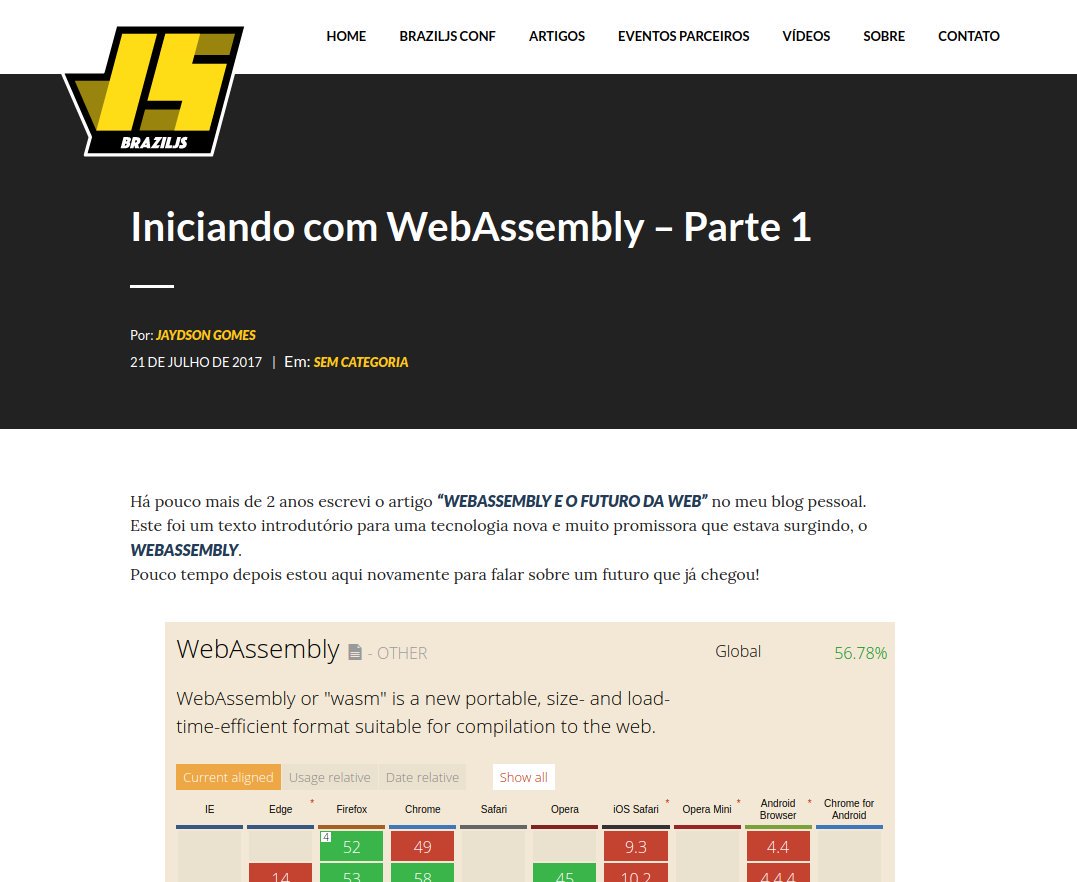 HOME BRAZILJS CONF ARTIGOS EVENTOS PARCEIROS VÍDEOS SOBRE CONTATO
JS
BRAZILJS
Iniciando com WebAssembly – Parte 1
Por: JAYDSON GOMES
21 DE JULHO DE 2017 | Em: SEM CATEGORIA
Há pouco mais de 2 anos escrevi o artigo “WEBASSEMBLY E O FUTURO DA WEB” no meu blog pessoal.
Este foi um texto introdutório para uma tecnologia nova e muito promissora que estava surgindo, o
WEBASSEMBLY.
Pouco tempo depois estou aqui novamente para falar sobre um futuro que já chegou!
WebAssembly - OTHER Global 56.78%
WebAssembly or "wasm" is a new portable, size- and load-
time-efficient format suitable for compilation to the web.
Current aligned Usage relative Date relative Show all
IE Edge * Firefox Chrome Safari Opera iOS Safari * Opera Mini * Android Browser * Chrome for Android
4 52 49 9.3 4.4
14 53 58 45 10.2 4.4.4